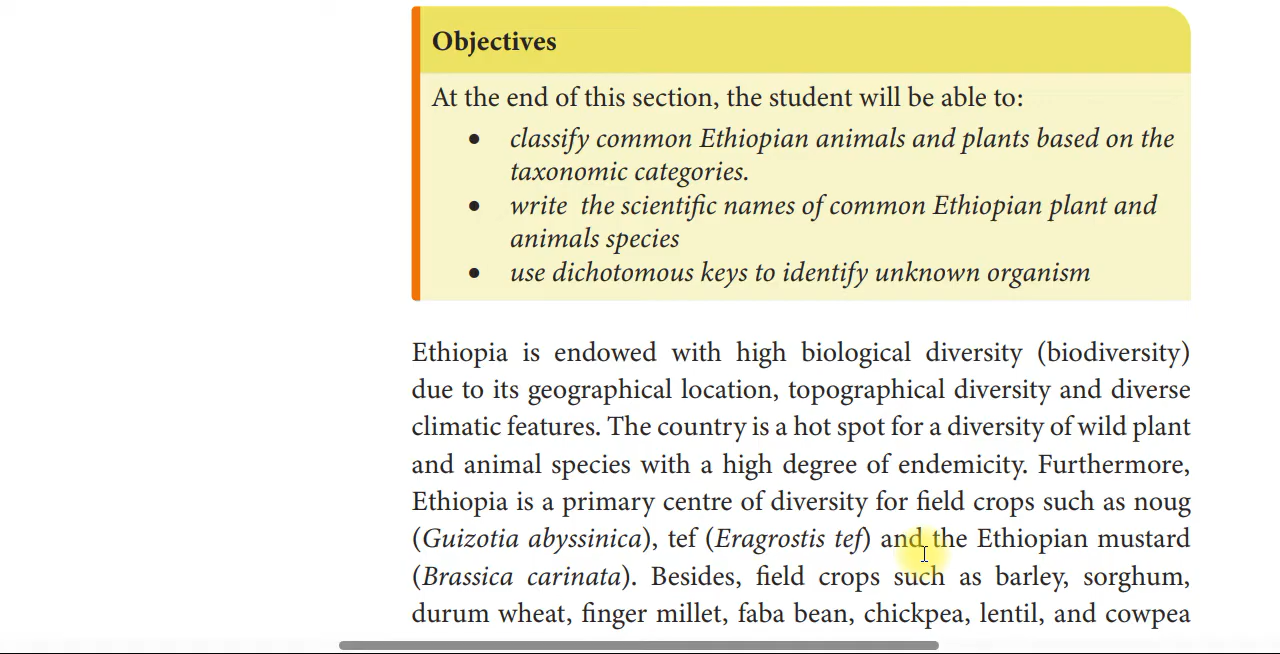 Objectives
At the end of this section, the student will be able to:
• classify common Ethiopian animals and plants based on the
taxonomic categories.
• write the scientific names of common Ethiopian plant and
animals species
• use dichotomous keys to identify unknown organism
Ethiopia is endowed with high biological diversity (biodiversity)
due to its geographical location, topographical diversity and diverse
climatic features. The country is a hot spot for a diversity of wild plant
and animal species with a high degree of endemicity. Furthermore,
Ethiopia is a primary centre of diversity for field crops such as noug
(Guizotia abyssinica), tef (Eragrostis tef) and the Ethiopian mustard
(Brassica carinata). Besides, field crops such as barley, sorghum,
durum wheat, finger millet, faba bean, chickpea, lentil, and cowpea